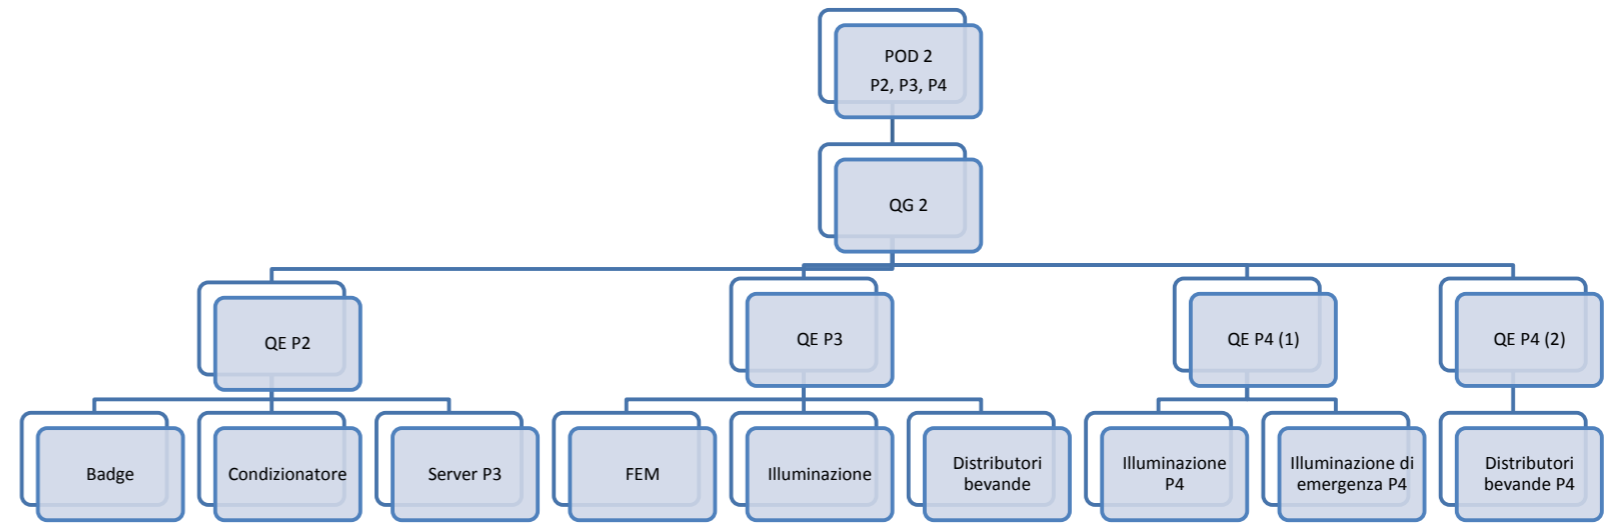 POD 2
P2, P3, P4
QG 2
QE P2
QE P3
QE P4 (1)
QE P4 (2)
Badge
Condizionatore
Server P3
FEM
Illuminazione
Distributori
bevande
Illuminazione
P4
Illuminazione di
emergenza P4
Distributori
bevande P4